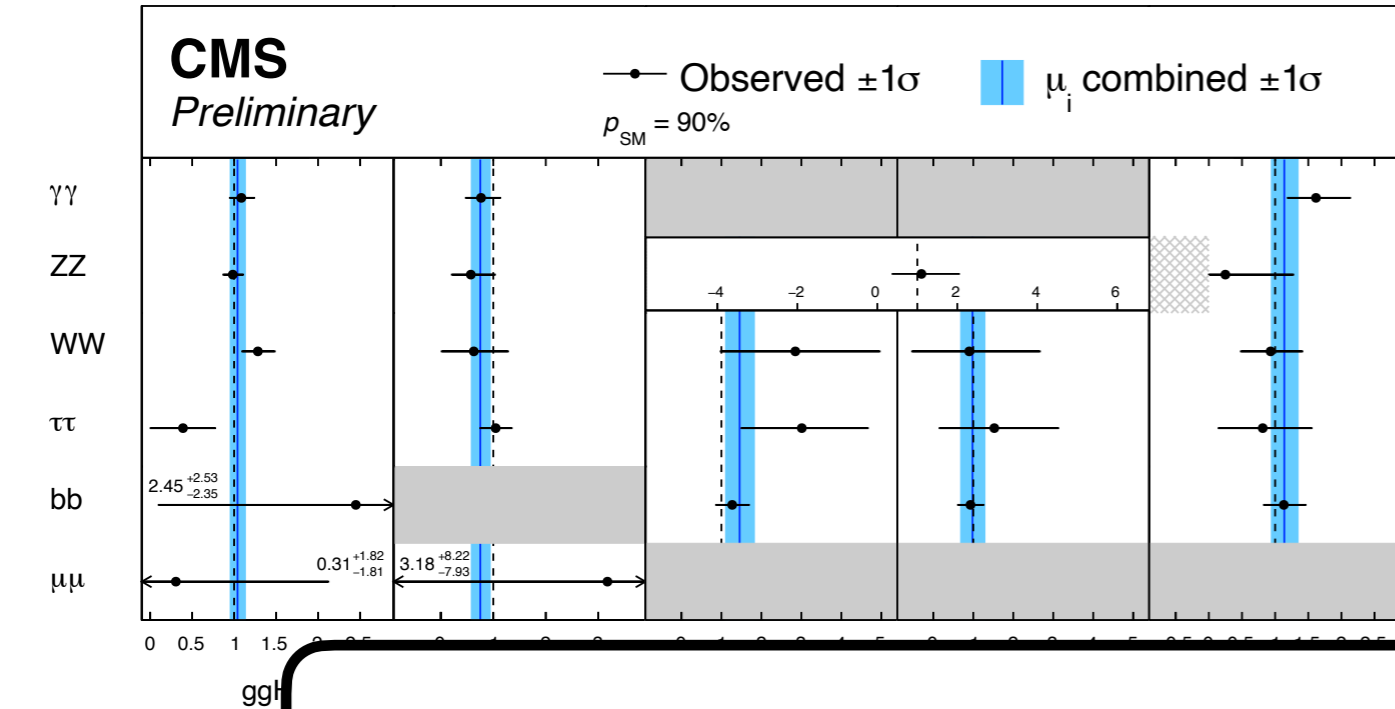 CMS
Preliminary
Observed ±1σ
μi combined ±1σ
pSM = 90%
γγ
ZZ
−4 −2 0 2 4 6
WW
ττ
bb
2.45 +2.53 −2.35
μμ
0.31 +1.82 −1.81
3.18 +8.22 −7.93
0 0.5 1 1.5